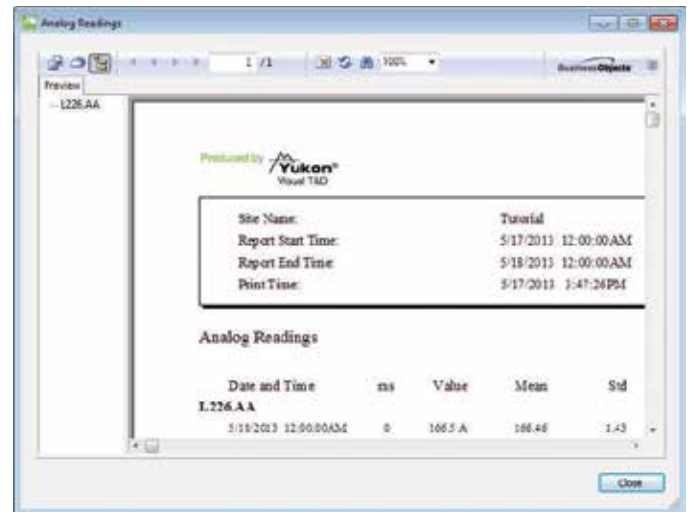 Analog Readings
1 /1 100%
BusinessObjects
Preview
L226.AA
Produced by Yukon®
Visual T&D
Site Name: Tutorial
Report Start Time: 5/17/2013 12:00:00AM
Report End Time: 5/18/2013 12:00:00AM
Print Time: 5/17/2013 3:47:26PM
Analog Readings
Date and Time ms Value Mean Std
L226.AA
12:00:00AM 0 166.5 A 166.46 1.43
Close